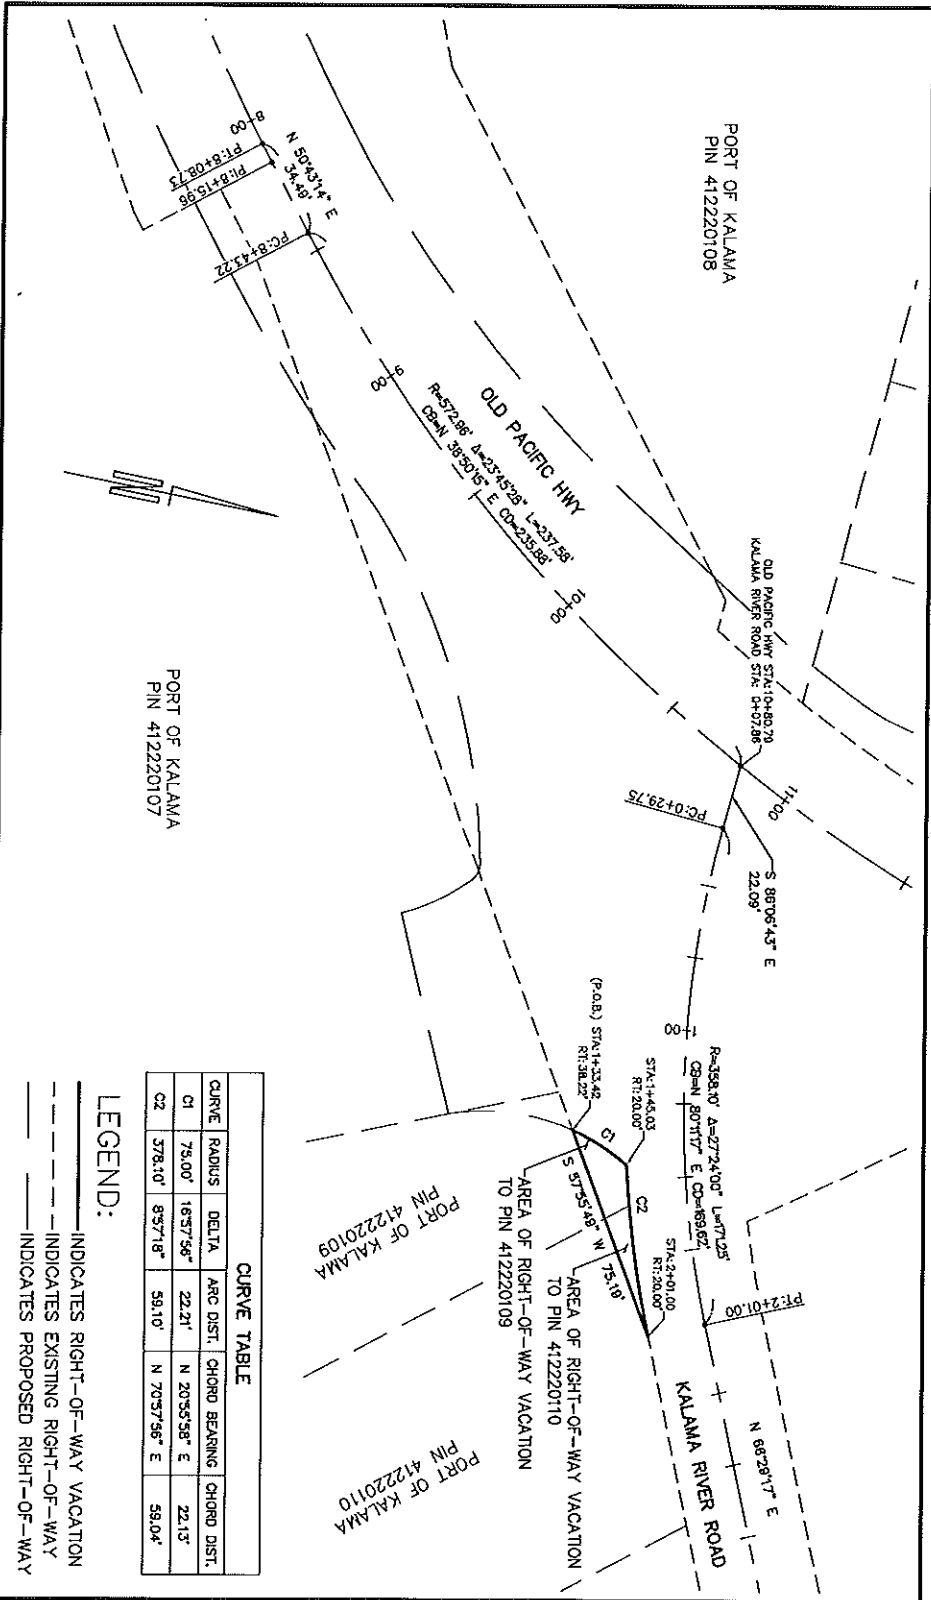 PORT OF KALAMA
PIN 412220108
8+00
PT:8+08.73
PI:8+15.96
N 50°43'14" E
34.49'
PC:8+43.22
9+00
OLD PACIFIC HWY
R=572.96' Δ=23°45'28" L=237.58'
CB=N 38°50'15" E CD=235.88'
10+00
OLD PACIFIC HWY STA:10+80.79
KALAMA RIVER ROAD STA: 0+07.86
11+00
PC:0+29.75
S 86°06'43" E
22.09'
N
PORT OF KALAMA
PIN 412220107
1+00
R=358.10' Δ=27°24'00" L=171.25'
CB=N 80°11'17" E CD=169.62'
(P.O.B.) STA:1+33.42
RT:38.22'
STA:1+45.03
RT:20.00'
C1
C2
S 57°55'49" W 75.19'
STA:2+01.00
RT:20.00'
PT:2+01.00
N 66°29'17" E
KALAMA RIVER ROAD
AREA OF RIGHT-OF-WAY VACATION
TO PIN 412220110
AREA OF RIGHT-OF-WAY VACATION
TO PIN 412220109
PORT OF KALAMA
PIN 412220109
PORT OF KALAMA
PIN 412220110
CURVE TABLE
CURVE RADIUS DELTA ARC DIST. CHORD BEARING CHORD DIST.
C1 75.00' 16°57'56" 22.21' N 20°55'58" E 22.13'
C2 378.10' 8°57'18" 59.10' N 70°57'56" E 59.04'
LEGEND:
INDICATES RIGHT-OF-WAY VACATION
INDICATES EXISTING RIGHT-OF-WAY
INDICATES PROPOSED RIGHT-OF-WAY